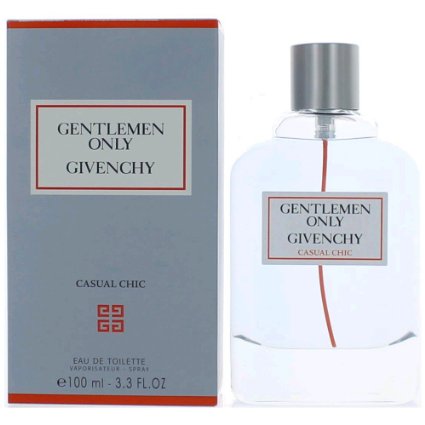 GENTLEMEN
ONLY
GIVENCHY
CASUAL CHIC
EAU DE TOILETTE
VAPORISATEUR - SPRAY
℮100 ml - 3.3 FL.OZ
GENTLEMEN
ONLY
GIVENCHY
CASUAL CHIC